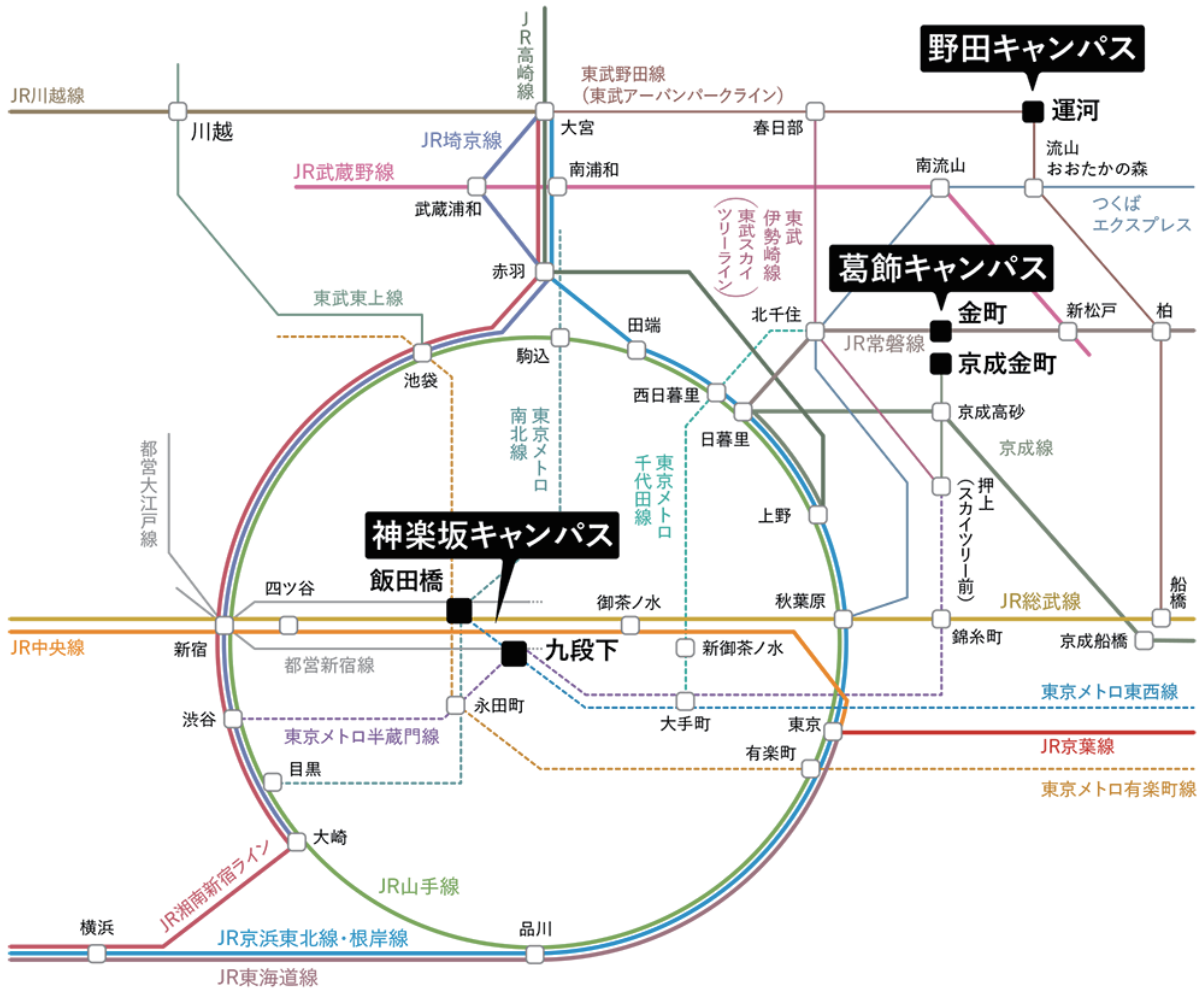 野田キャンパス
JR高崎線
東武野田線
（東武アーバンパークライン）
JR川越線
川越
大宮
春日部
運河
JR埼京線
JR武蔵野線
南浦和
武蔵浦和
南流山
流山
おおたかの森
つくば
エクスプレス
東武
伊勢崎線
（東武スカイ
ツリーライン）
葛飾キャンパス
赤羽
東武東上線
北千住
金町
新松戸
柏
JR常磐線
田端
駒込
池袋
京成金町
西日暮里
日暮里
京成高砂
京成線
東京メトロ
南北線
都営大江戸線
東京メトロ
千代田線
押上
（スカイツリー前）
上野
神楽坂キャンパス
飯田橋
四ツ谷
御茶ノ水
秋葉原
JR総武線
船橋
新宿
JR中央線
都営新宿線
九段下
新御茶ノ水
錦糸町
京成船橋
永田町
大手町
東京メトロ東西線
渋谷
東京メトロ半蔵門線
東京
有楽町
JR京葉線
目黒
東京メトロ有楽町線
大崎
JR湘南新宿ライン
JR山手線
横浜
品川
JR京浜東北線・根岸線
JR東海道線